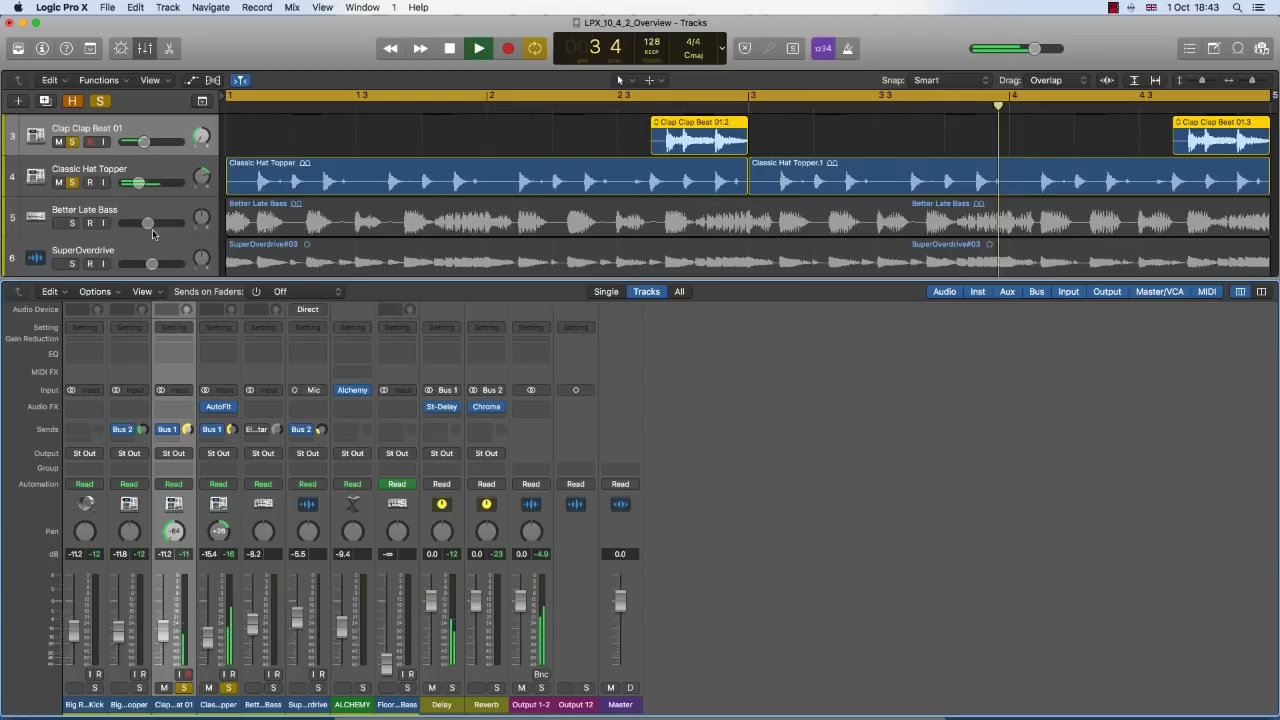 Logic Pro X File Edit Track Navigate Record Mix View Window 1 Help 1 Oct 18:43
LPX_10_4_2_Overview - Tracks
3 4 128 KEEP 4/4 Cmaj 1234
Edit Functions View Snap: Smart Drag: Overlap
H S 1 1 3 2 2 3 3 3 3 4 4 3 5
3 Clap Clap Beat 01 Clap Clap Beat 01.2 Clap Clap Beat 01.3
M S R I
4 Classic Hat Topper Classic Hat Topper Classic Hat Topper.1
M S R I
5 Better Late Bass Better Late Bass Better Late Bass
S R I
6 SuperOverdrive SuperOverdrive#03 SuperOverdrive#03
S R I
Edit Options View Sends on Faders: Off Single Tracks All Audio Inst Aux Bus Input Output Master/VCA MIDI
Audio Device Direct
Setting Setting Setting Setting Setting Setting Setting Setting Setting Setting Setting Setting Setting
Gain Reduction
EQ
MIDI FX
Input Input Input Input Input Input Mic Alchemy Input Bus 1 Bus 2
Audio FX AutoFlt St-Delay Chroma
Sends Bus 2 Bus 1 Bus 1 El...tar Bus 2
Output St Out St Out St Out St Out St Out St Out St Out St Out St Out St Out
Group
Automation Read Read Read Read Read Read Read Read Read Read Read Read Read
Pan -64 +28
dB -11.2 -12 -11.8 -12 -11.2 -11 -15.4 -16 -8.2 -5.5 -9.4 -∞ 0.0 -12 0.0 -23 0.0 -4.9 0.0
I R I R I R I R I R I R I R Bnc
S S M S M S S S S S M S S M S S M D
Big R...Kick Big...opper Clap...at 01 Clas...pper Bett...Bass Sup...rdrive ALCHEMY Floor...Bass Delay Reverb Output 1-2 Output 12 Master